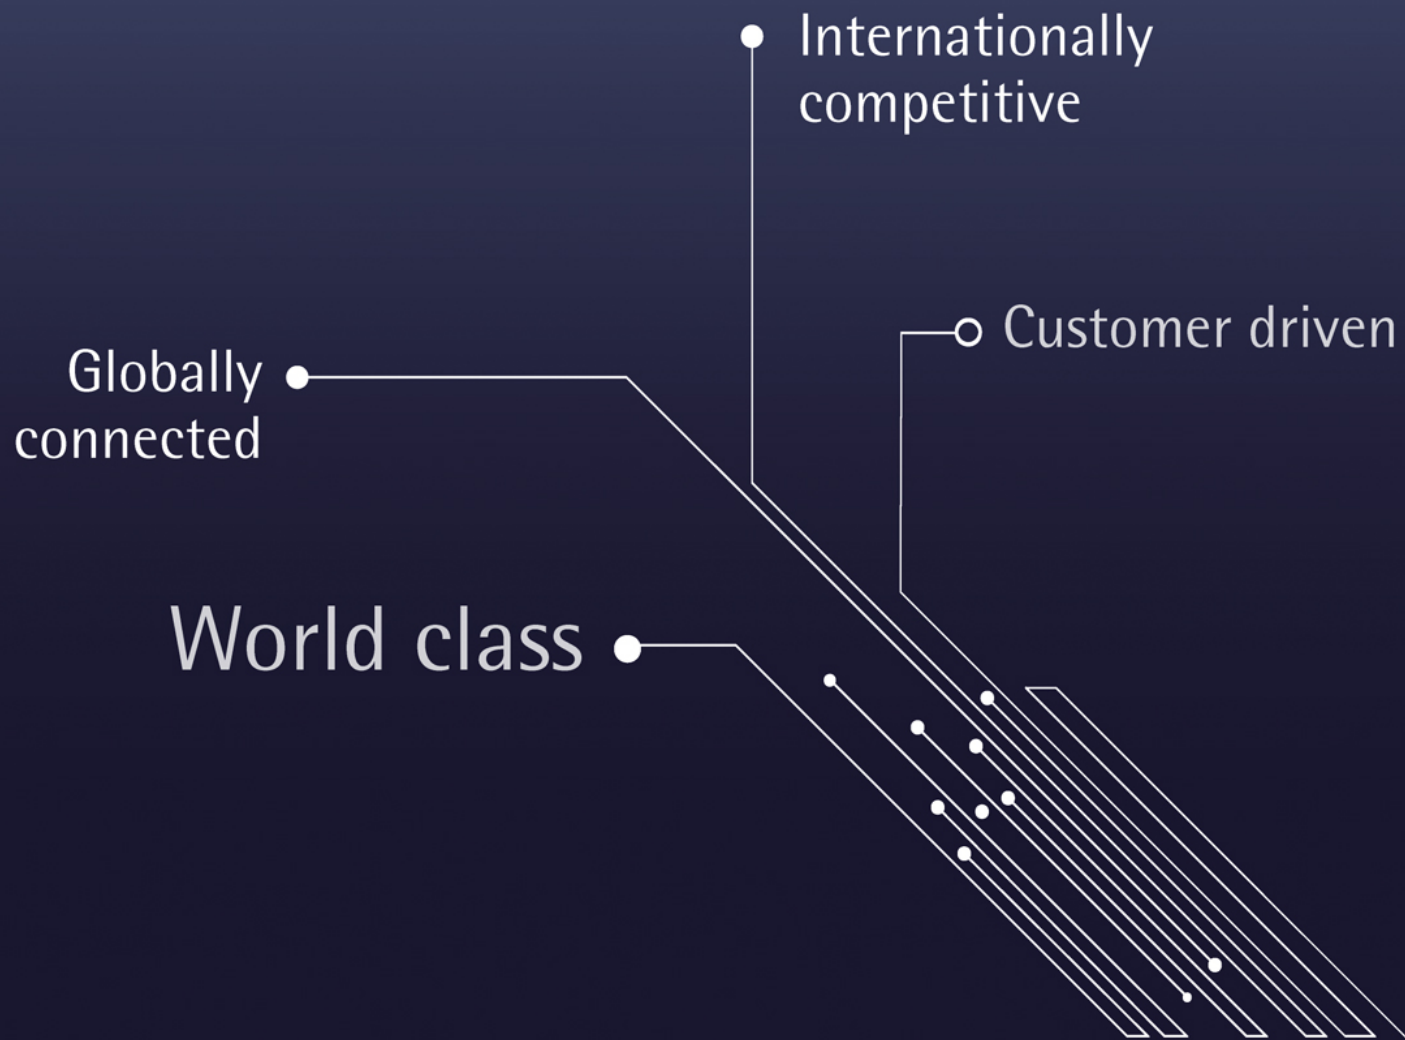 Internationally
competitive
Customer driven
Globally
connected
World class